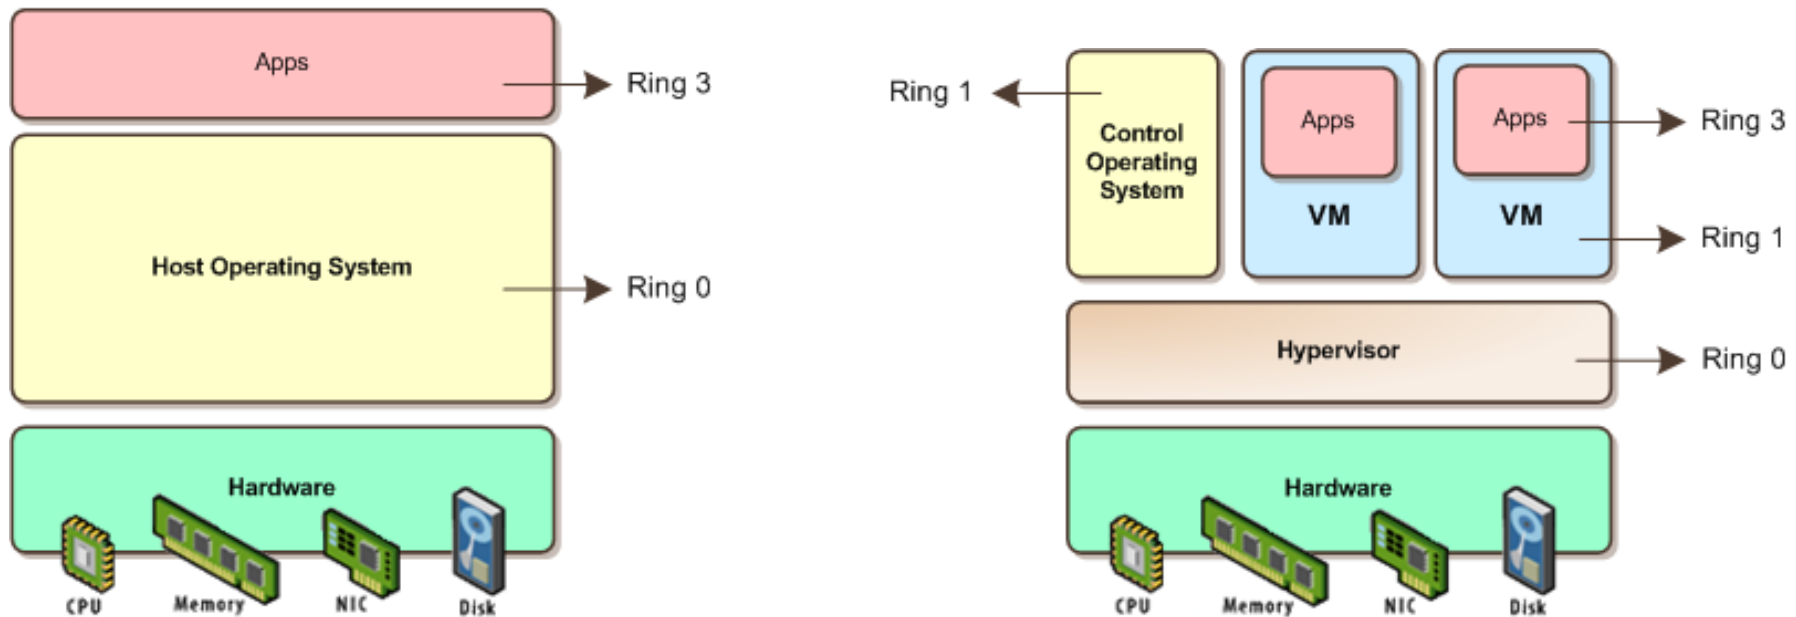 Apps
Ring 3
Host Operating System
Ring 0
Hardware
CPU
Memory
NIC
Disk
Ring 1
Control
Operating
System
Apps
VM
Apps
VM
Ring 3
Ring 1
Hypervisor
Ring 0
Hardware
CPU
Memory
NIC
Disk